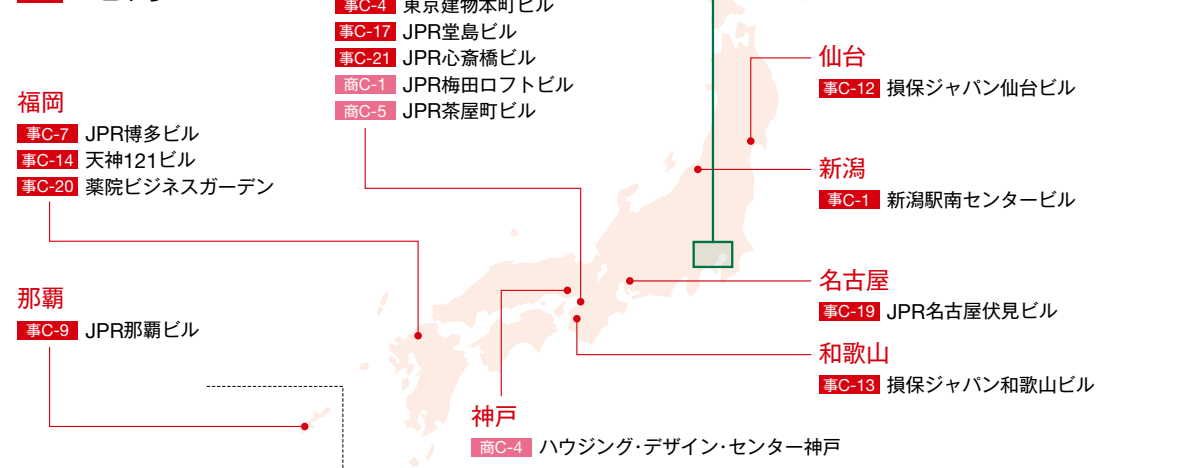 事C-4 東京建物本町ビル
事C-17 JPR堂島ビル
事C-21 JPR心斎橋ビル
商C-1 JPR梅田ロフトビル
商C-5 JPR茶屋町ビル
福岡
事C-7 JPR博多ビル
事C-14 天神121ビル
事C-20 薬院ビジネスガーデン
那覇
事C-9 JPR那覇ビル
神戸
商C-4 ハウジング・デザイン・センター神戸
仙台
事C-12 損保ジャパン仙台ビル
新潟
事C-1 新潟駅南センタービル
名古屋
事C-19 JPR名古屋伏見ビル
和歌山
事C-13 損保ジャパン和歌山ビル